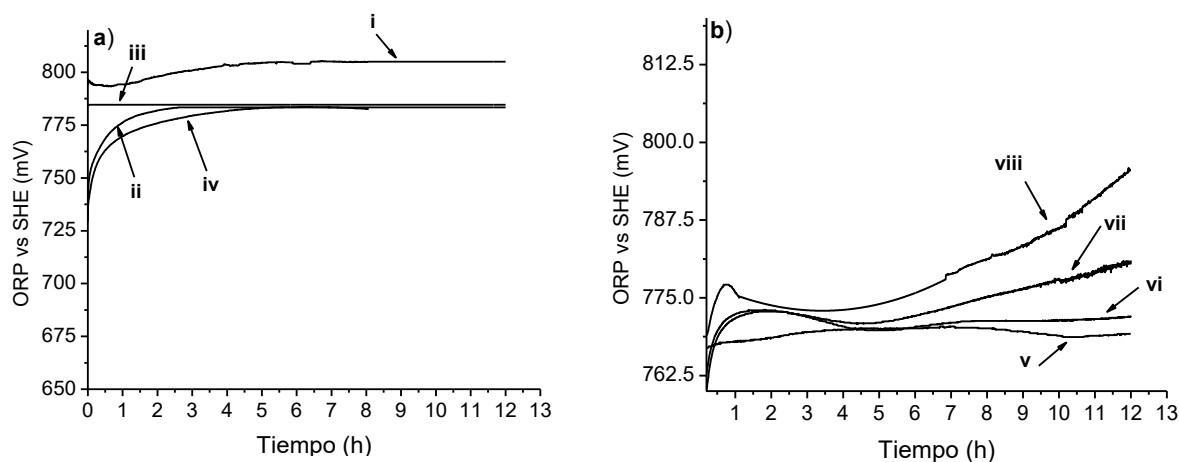 a)
i
iii
800
775
750
725
700
675
650
ii
iv
ORP vs SHE (mV)
0 1 2 3 4 5 6 7 8 9 10 11 12 13
Tiempo (h)
b)
812.5
800.0
787.5
775.0
762.5
viii
vii
vi
v
ORP vs SHE (mV)
1 2 3 4 5 6 7 8 9 10 11 12 13
Tiempo (h)